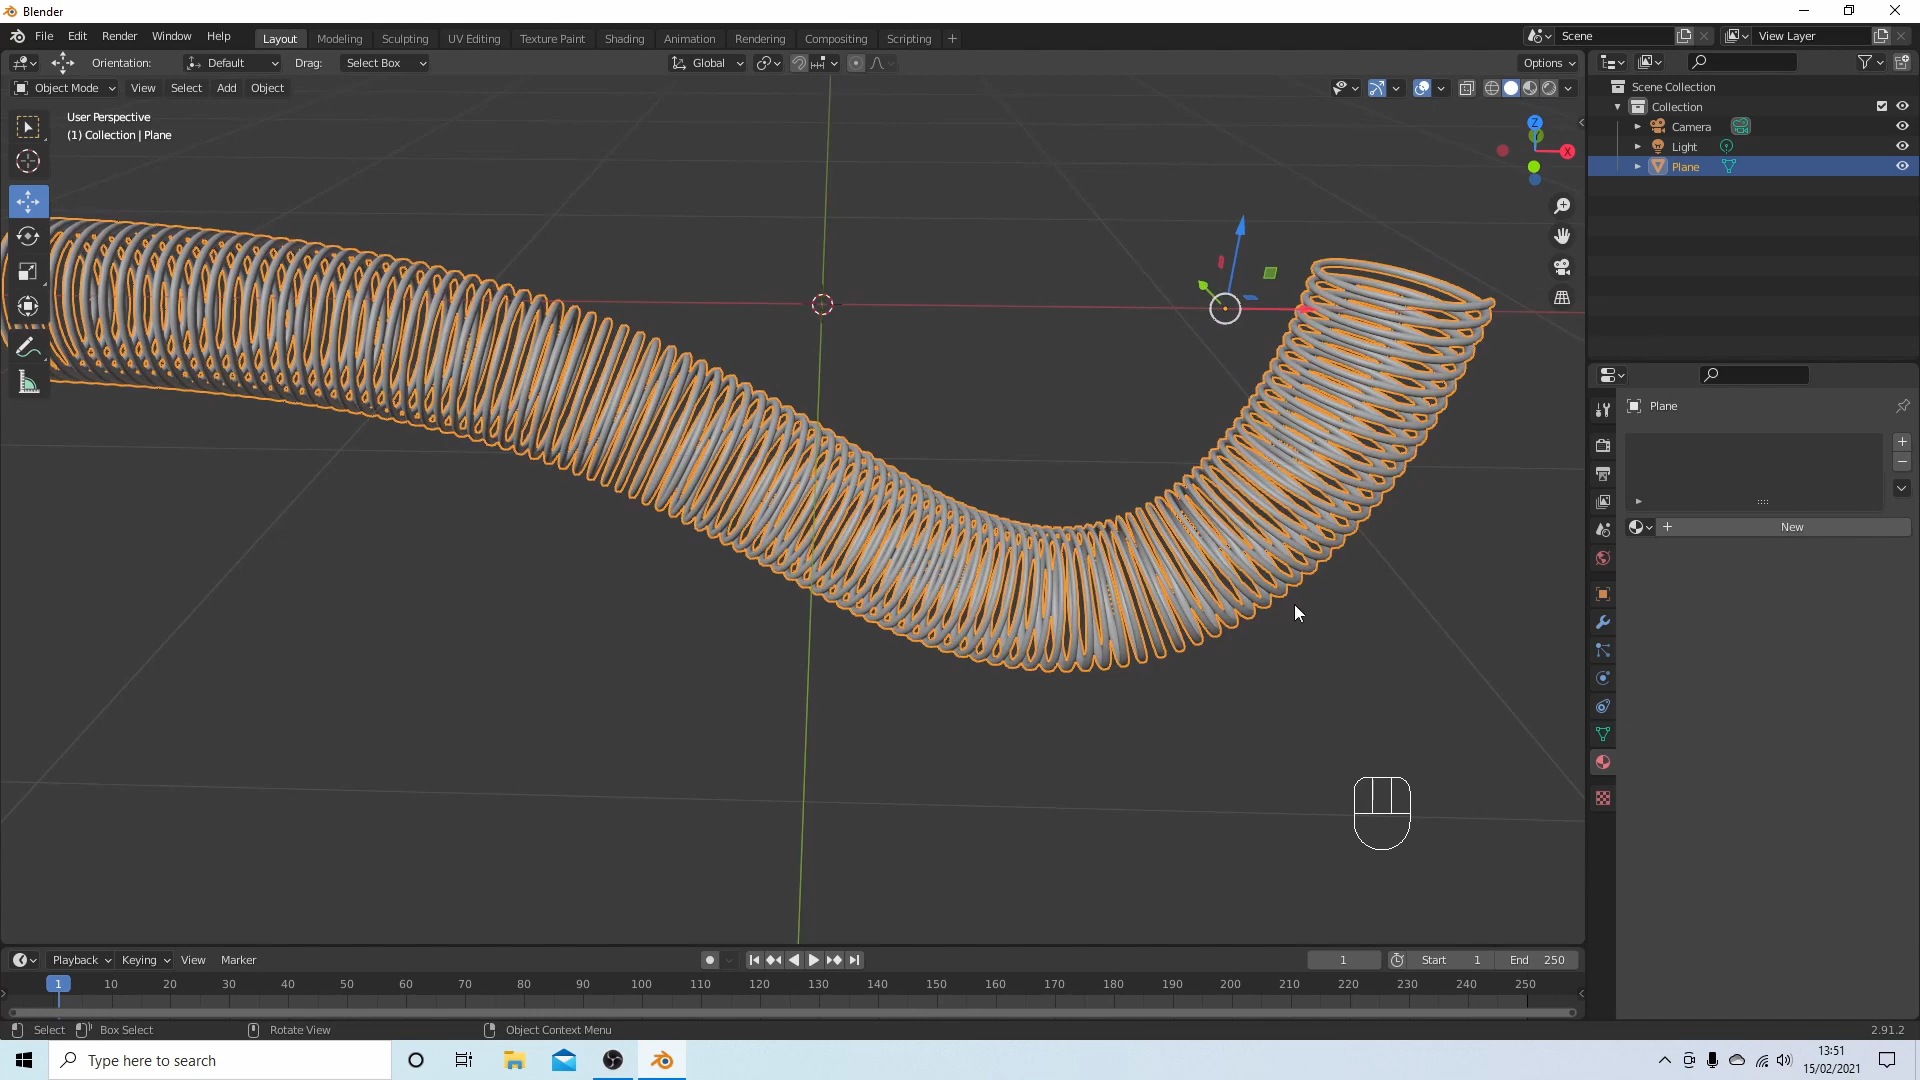 Blender
File Edit Render Window Help Layout Modeling Sculpting UV Editing Texture Paint Shading Animation Rendering Compositing Scripting + Scene View Layer
Orientation: Default Drag: Select Box Global Options
Object Mode View Select Add Object
User Perspective
(1) Collection | Plane
Z
X
Scene Collection
Collection
Camera
Light
Plane
Plane
New
Playback Keying View Marker 1 Start 1 End 250
1 10 20 30 40 50 60 70 80 90 100 110 120 130 140 150 160 170 180 190 200 210 220 230 240 250
Select Box Select Rotate View Object Context Menu 2.91.2
Type here to search
13:51
15/02/2021